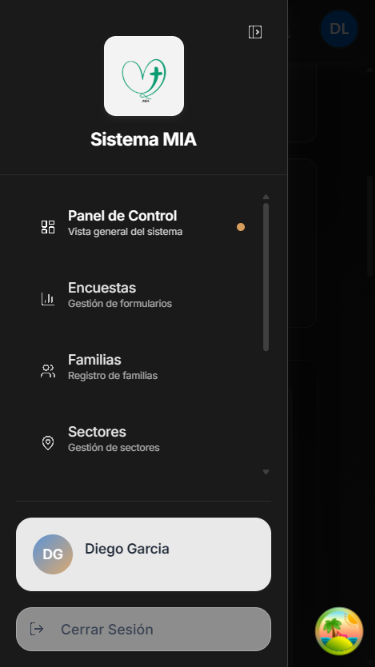 DL
Sistema MIA
Panel de Control
Vista general del sistema
Encuestas
Gestión de formularios
Familias
Registro de familias
Sectores
Gestión de sectores
DG
Diego Garcia
Cerrar Sesión